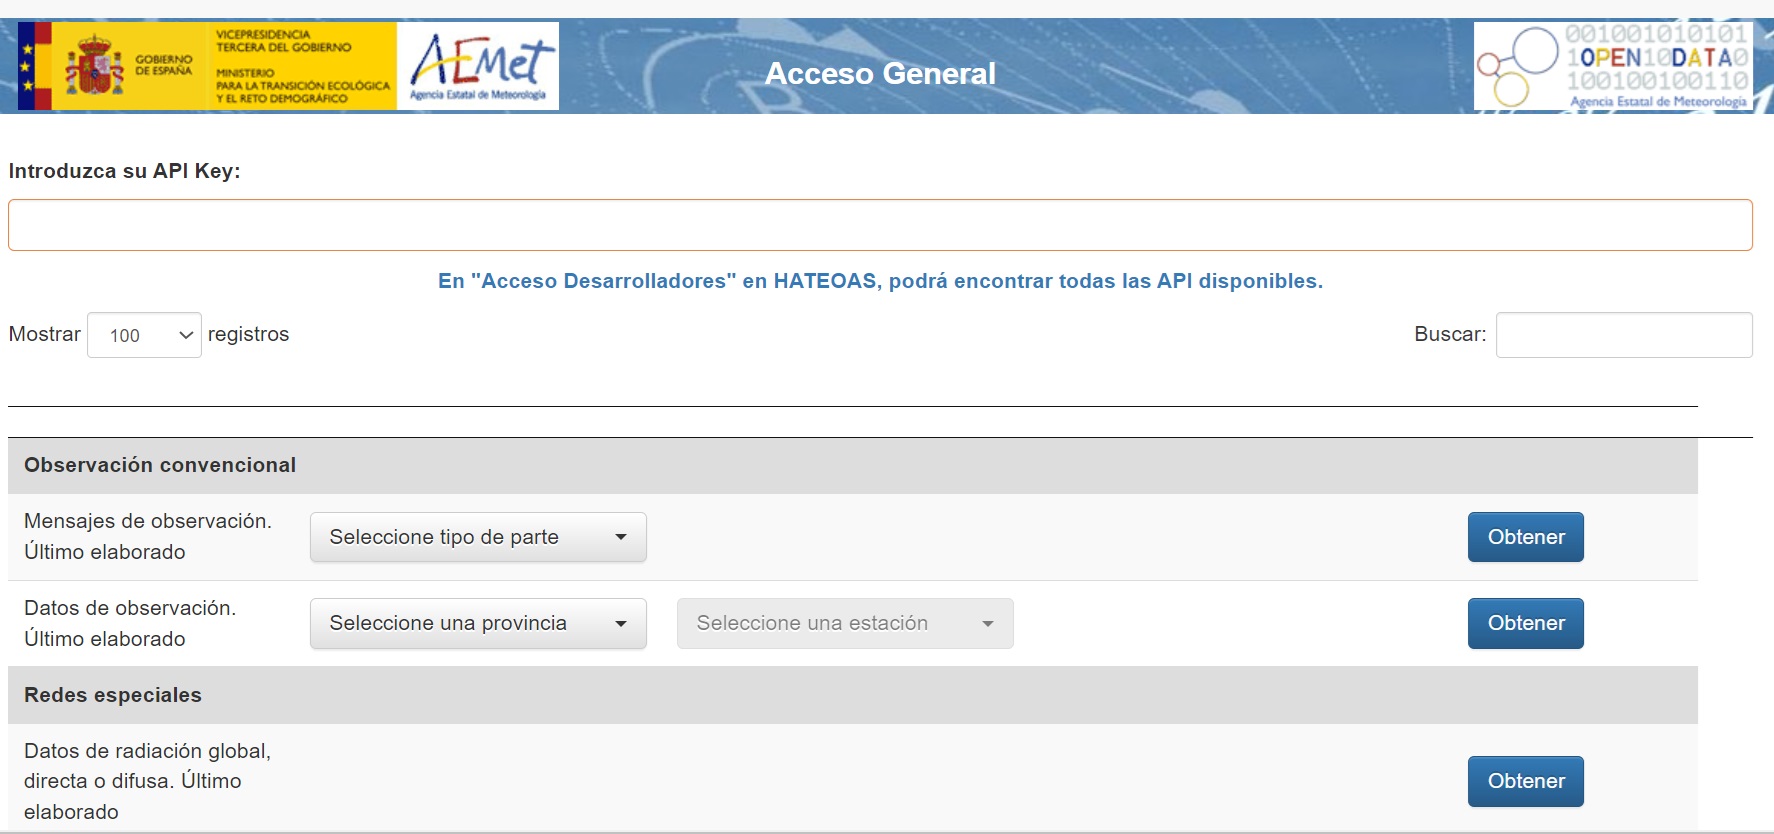 GOBIERNO
DE ESPAÑA
VICEPRESIDENCIA
TERCERA DEL GOBIERNO
MINISTERIO
PARA LA TRANSICIÓN ECOLÓGICA
Y EL RETO DEMOGRÁFICO
AEMet
Agencia Estatal de Meteorología
Acceso General
001001010101
1OPEN10DATA0
100100100110
Agencia Estatal de Meteorología
Introduzca su API Key:
En "Acceso Desarrolladores" en HATEOAS, podrá encontrar todas las API disponibles.
Mostrar 100 registros
Buscar:
Observación convencional
Mensajes de observación.
Último elaborado
Seleccione tipo de parte
Obtener
Datos de observación.
Último elaborado
Seleccione una provincia
Seleccione una estación
Obtener
Redes especiales
Datos de radiación global,
directa o difusa. Último
elaborado
Obtener